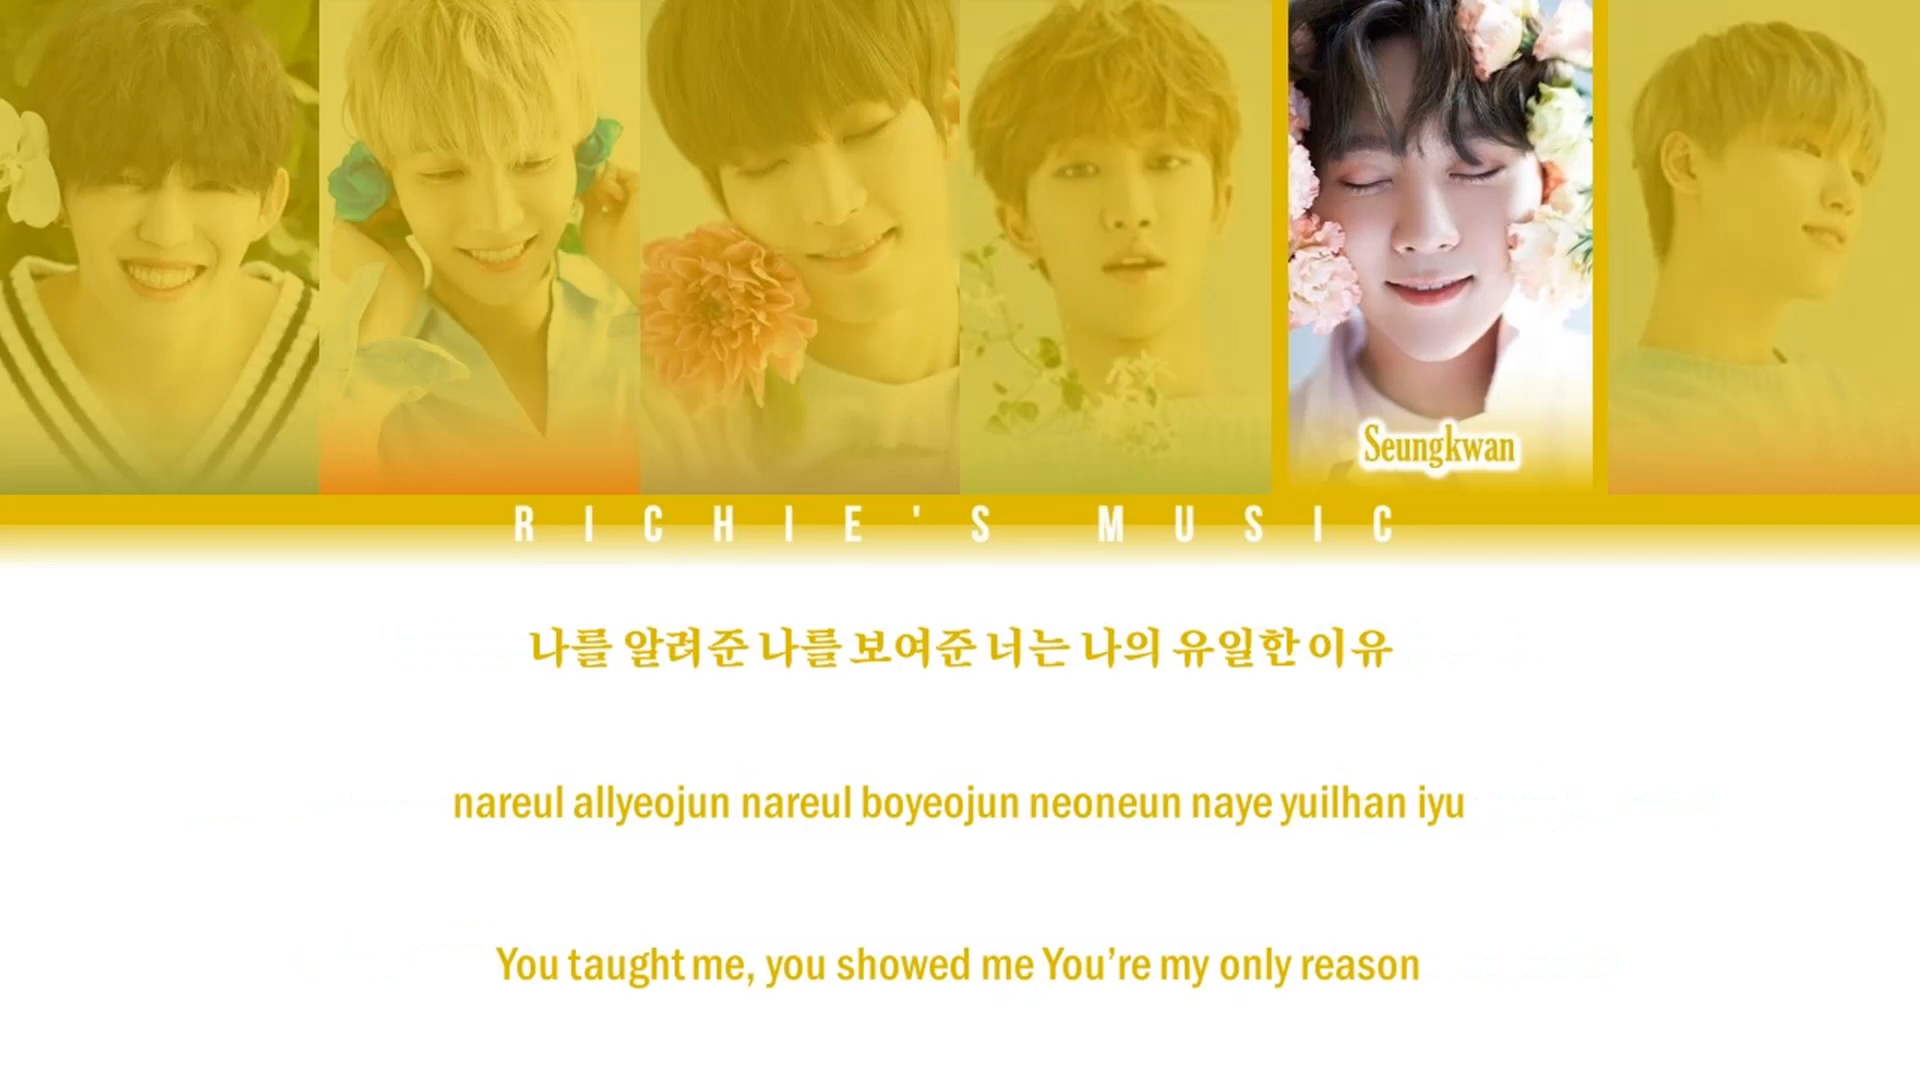 Seungkwan
RICHIE'S MUSIC
나를 알려준 나를 보여준 너는 나의 유일한 이유
nareul allyeojun nareul boyeojun neoneun naye yuilhan iyu
You taught me, you showed me You’re my only reason